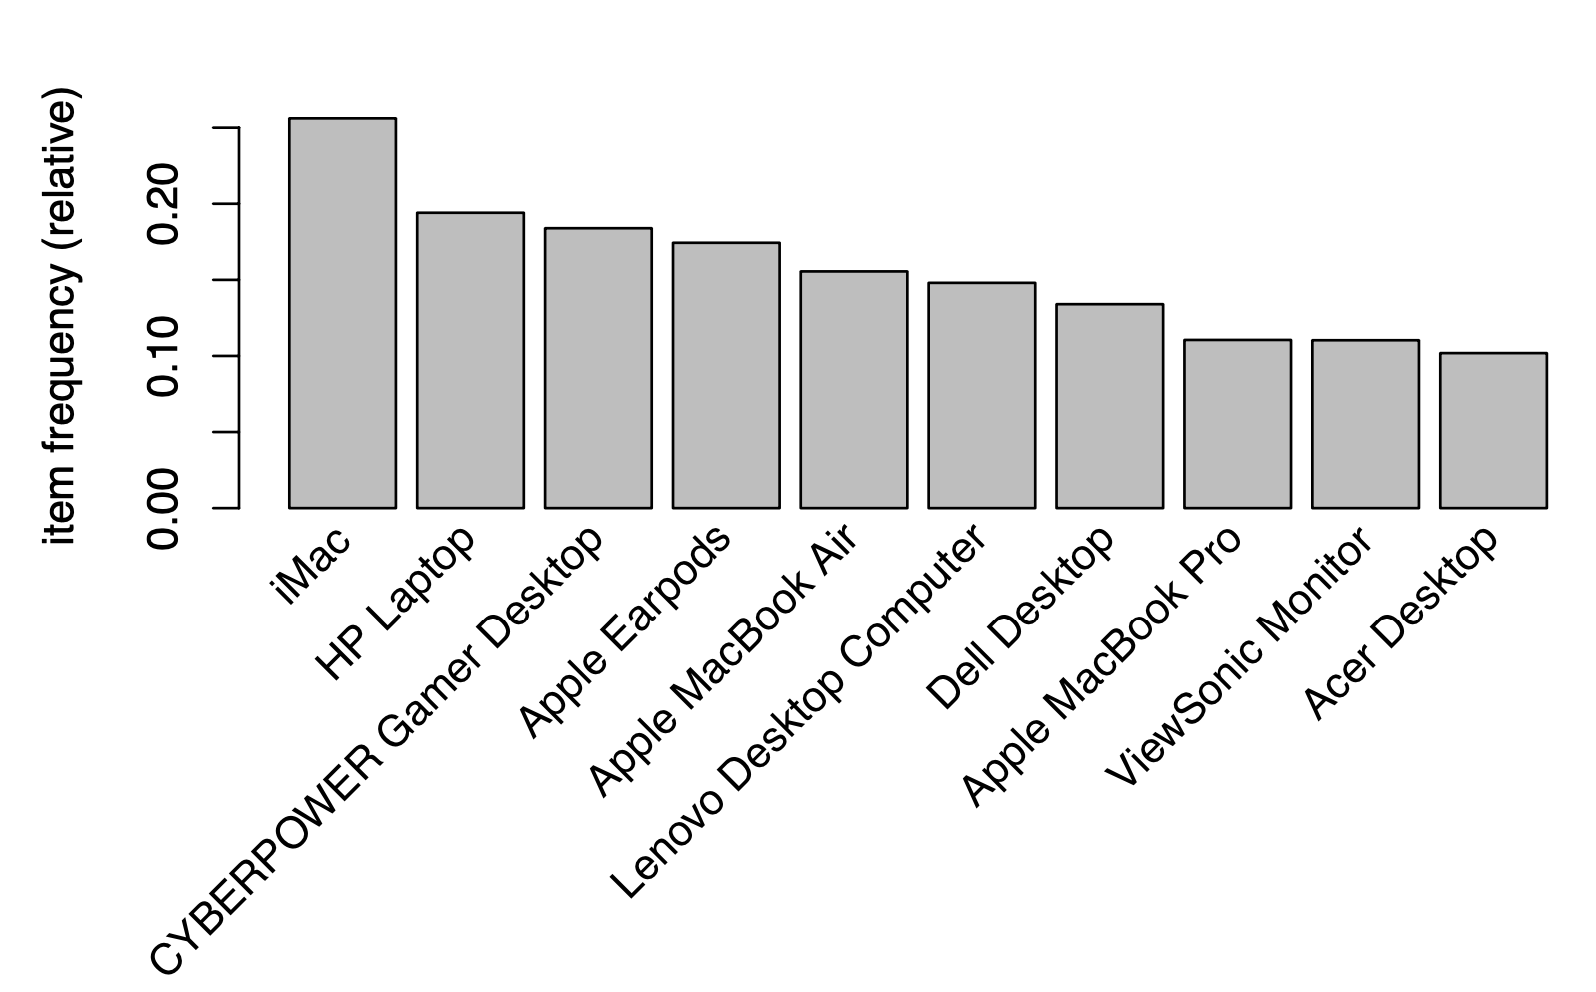 item frequency (relative)
0.20
0.10
0.00
iMac
HP Laptop
CYBERPOWER Gamer Desktop
Apple Earpods
Apple MacBook Air
Lenovo Desktop Computer
Dell Desktop
Apple MacBook Pro
ViewSonic Monitor
Acer Desktop